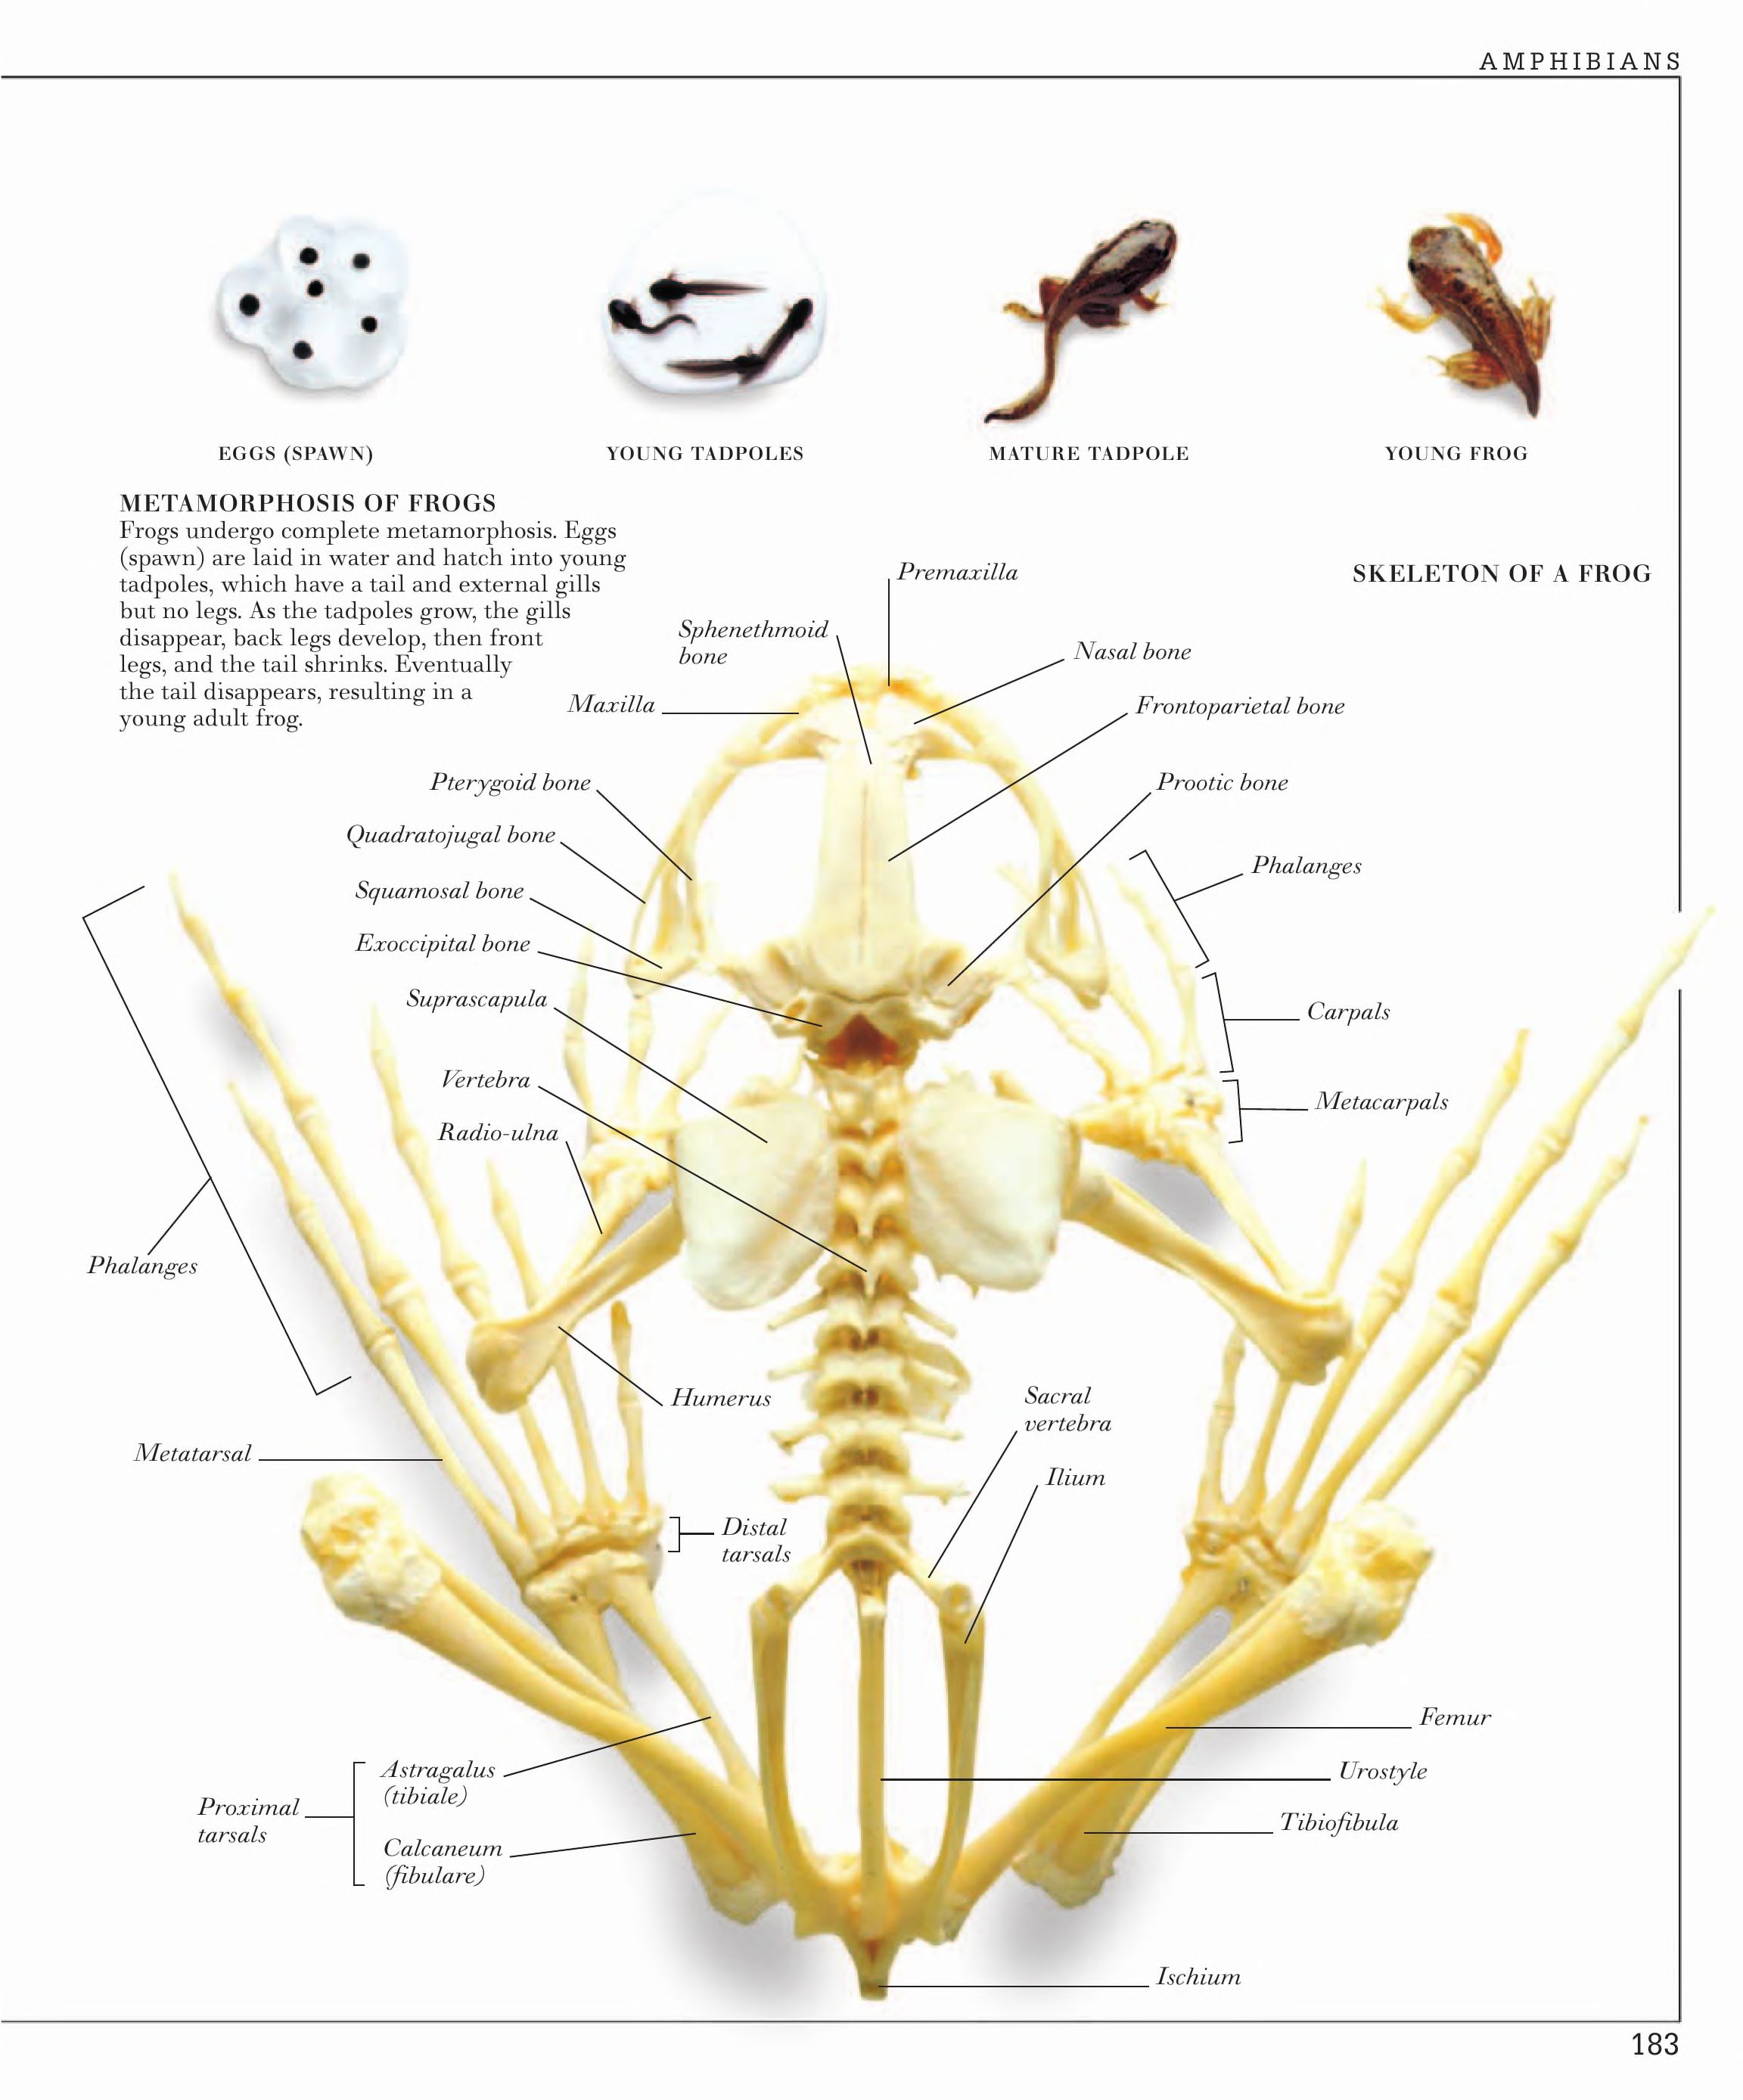 AMPHIBIANS
EGGS (SPAWN)
YOUNG TADPOLES
MATURE TADPOLE
YOUNG FROG
METAMORPHOSIS OF FROGS
Frogs undergo complete metamorphosis. Eggs
(spawn) are laid in water and hatch into young
tadpoles, which have a tail and external gills
but no legs. As the tadpoles grow, the gills
disappear, back legs develop, then front
legs, and the tail shrinks. Eventually
the tail disappears, resulting in a
young adult frog.
SKELETON OF A FROG
Premaxilla
Sphenethmoid
bone
Nasal bone
Maxilla
Frontoparietal bone
Pterygoid bone
Prootic bone
Quadratojugal bone
Phalanges
Squamosal bone
Exoccipital bone
Suprascapula
Carpals
Vertebra
Metacarpals
Radio-ulna
Phalanges
Humerus
Sacral
vertebra
Metatarsal
Ilium
Distal
tarsals
Femur
Astragalus
(tibiale)
Urostyle
Proximal
tarsals
Tibiofibula
Calcaneum
(fibulare)
Ischium
183